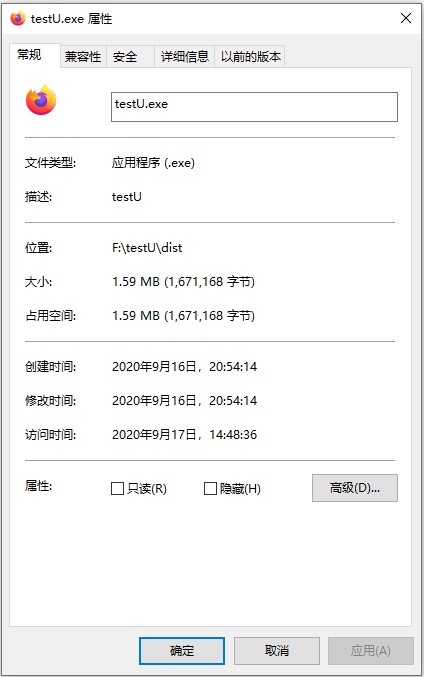 testU.exe 属性
常规 兼容性 安全 详细信息 以前的版本
testU.exe
文件类型: 应用程序 (.exe)
描述: testU
位置: F:\testU\dist
大小: 1.59 MB (1,671,168 字节)
占用空间: 1.59 MB (1,671,168 字节)
创建时间: 2020年9月16日，20:54:14
修改时间: 2020年9月16日，20:54:14
访问时间: 2020年9月17日，14:48:36
属性: 只读(R) 隐藏(H) 高级(D)...
确定 取消 应用(A)